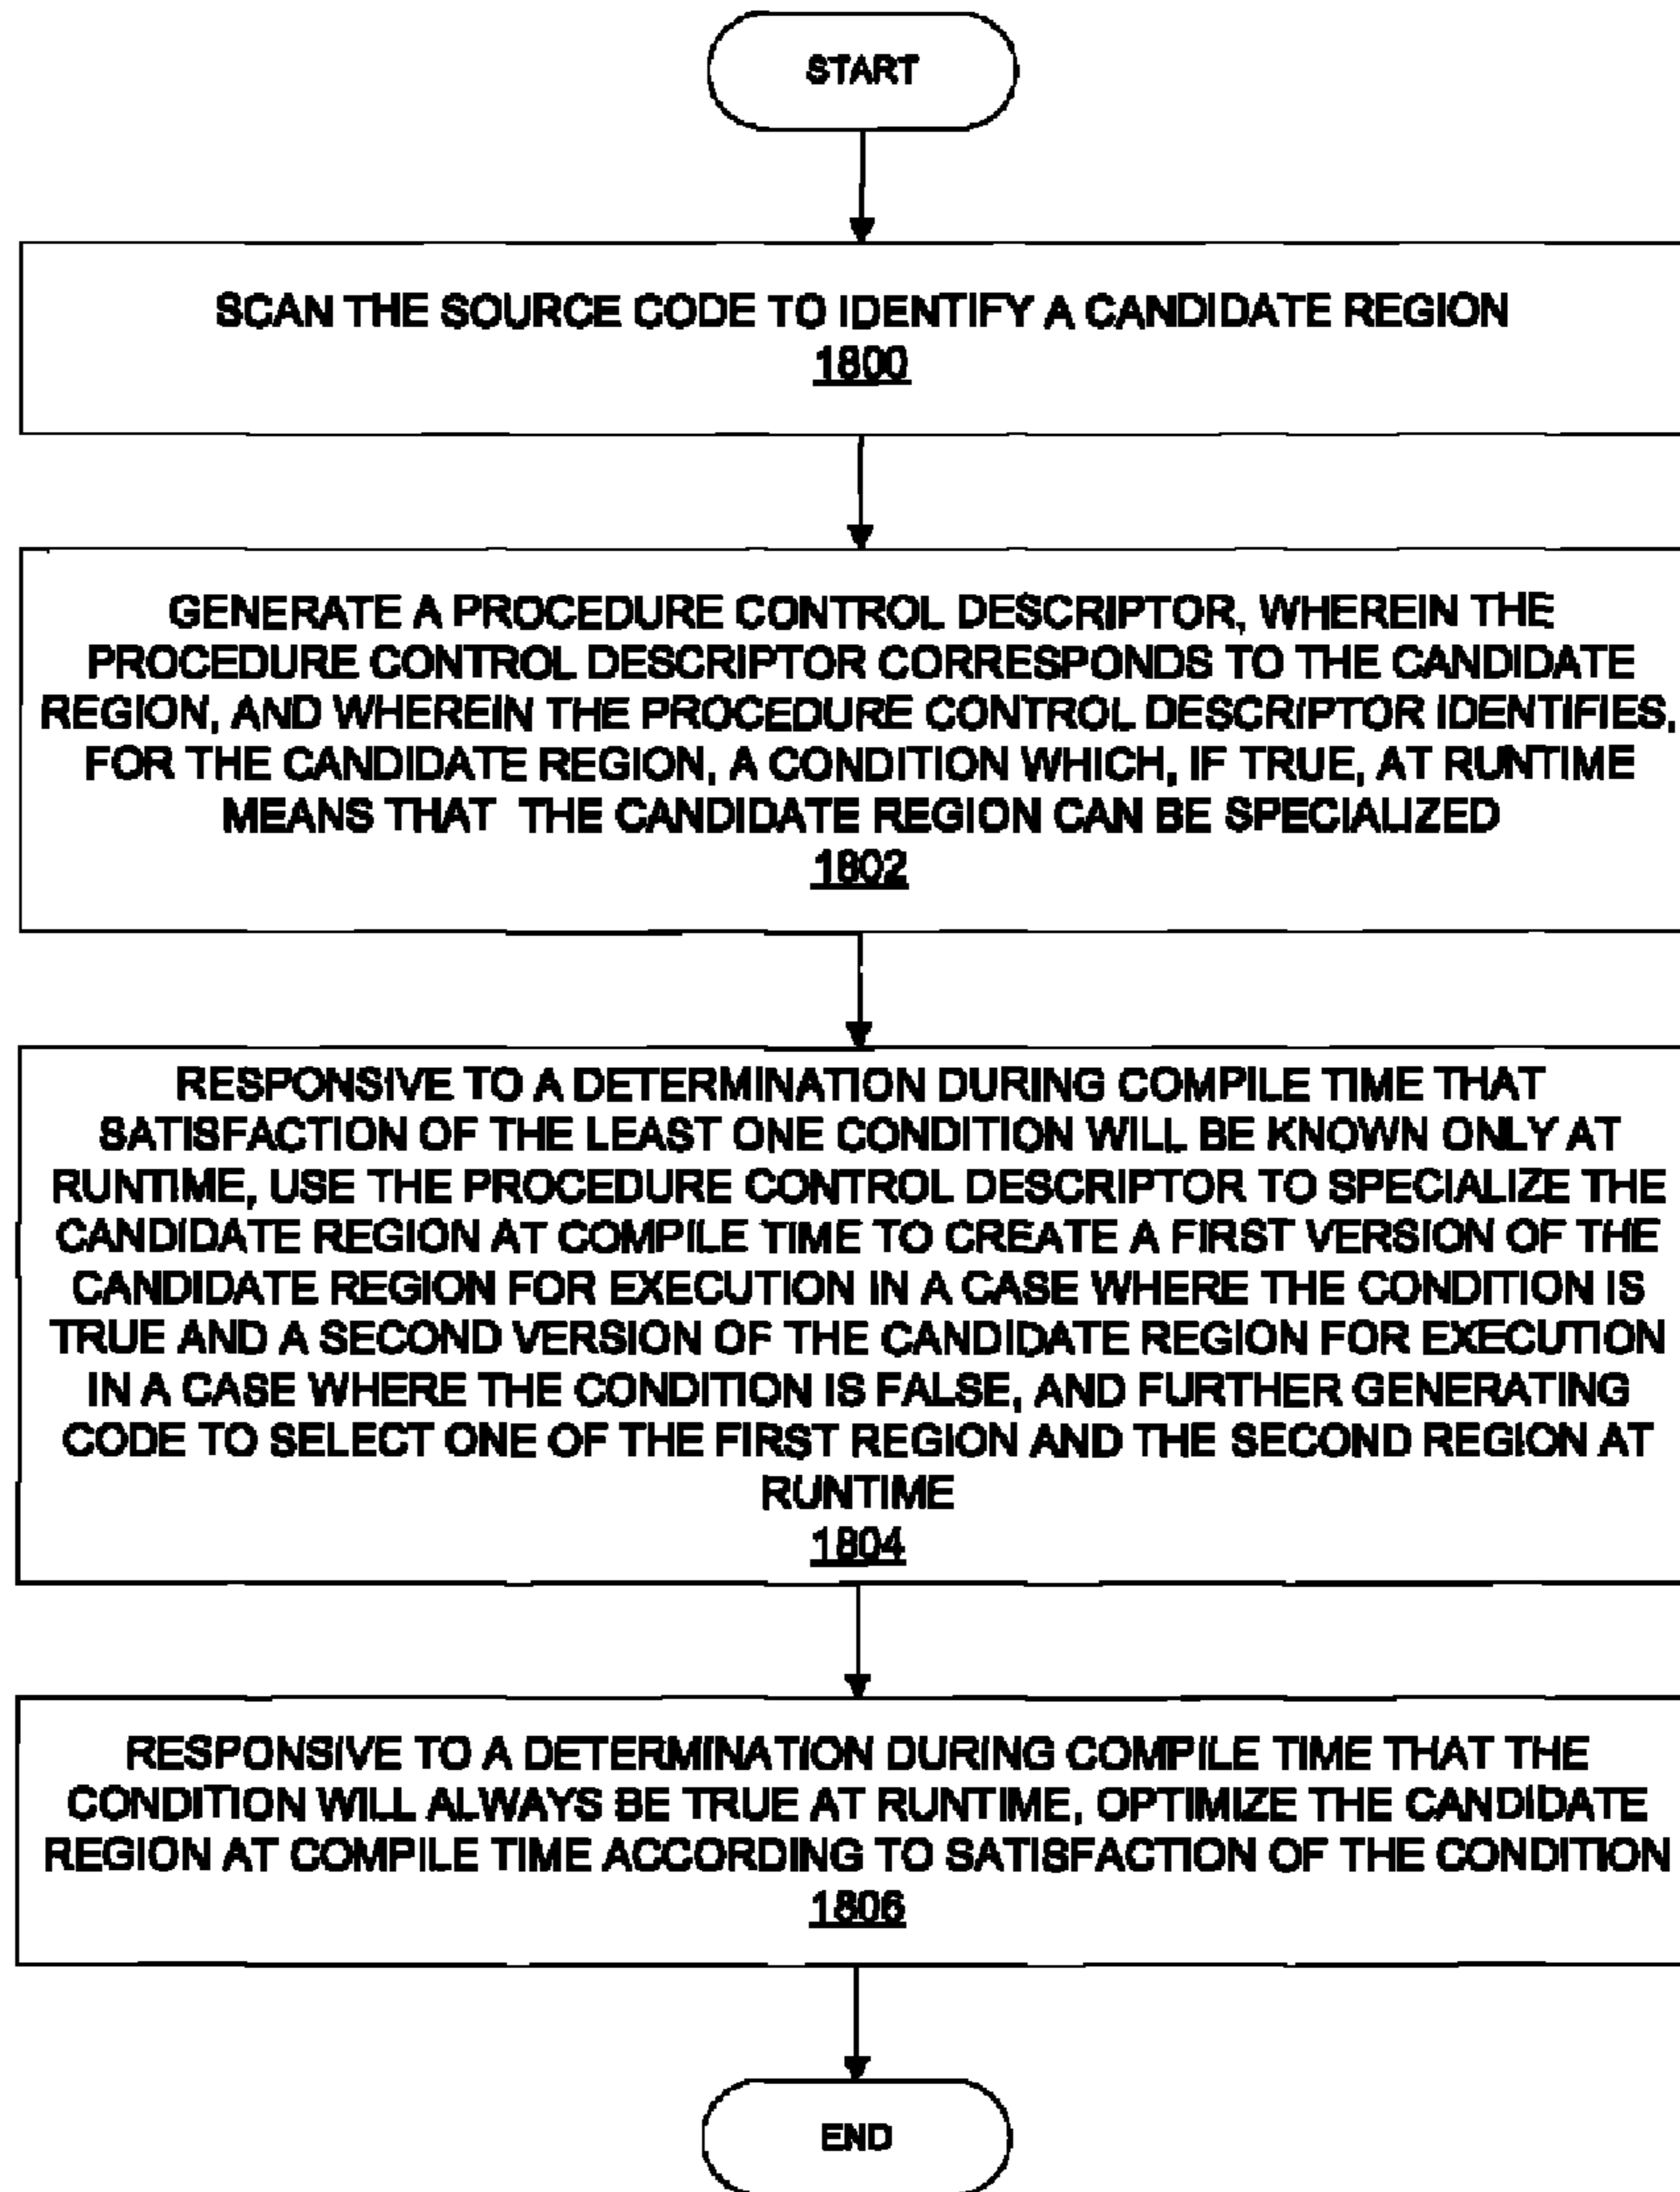 START
SCAN THE SOURCE CODE TO IDENTIFY A CANDIDATE REGION
1800
GENERATE A PROCEDURE CONTROL DESCRIPTOR, WHEREIN THE
PROCEDURE CONTROL DESCRIPTOR CORRESPONDS TO THE CANDIDATE
REGION, AND WHEREIN THE PROCEDURE CONTROL DESCRIPTOR IDENTIFIES,
FOR THE CANDIDATE REGION, A CONDITION WHICH, IF TRUE, AT RUNTIME
MEANS THAT THE CANDIDATE REGION CAN BE SPECIALIZED
1802
RESPONSIVE TO A DETERMINATION DURING COMPILE TIME THAT
SATISFACTION OF THE LEAST ONE CONDITION WILL BE KNOWN ONLY AT
RUNTIME, USE THE PROCEDURE CONTROL DESCRIPTOR TO SPECIALIZE THE
CANDIDATE REGION AT COMPILE TIME TO CREATE A FIRST VERSION OF THE
CANDIDATE REGION FOR EXECUTION IN A CASE WHERE THE CONDITION IS
TRUE AND A SECOND VERSION OF THE CANDIDATE REGION FOR EXECUTION
IN A CASE WHERE THE CONDITION IS FALSE, AND FURTHER GENERATING
CODE TO SELECT ONE OF THE FIRST REGION AND THE SECOND REGION AT
RUNTIME
1804
RESPONSIVE TO A DETERMINATION DURING COMPILE TIME THAT THE
CONDITION WILL ALWAYS BE TRUE AT RUNTIME, OPTIMIZE THE CANDIDATE
REGION AT COMPILE TIME ACCORDING TO SATISFACTION OF THE CONDITION
1806
END